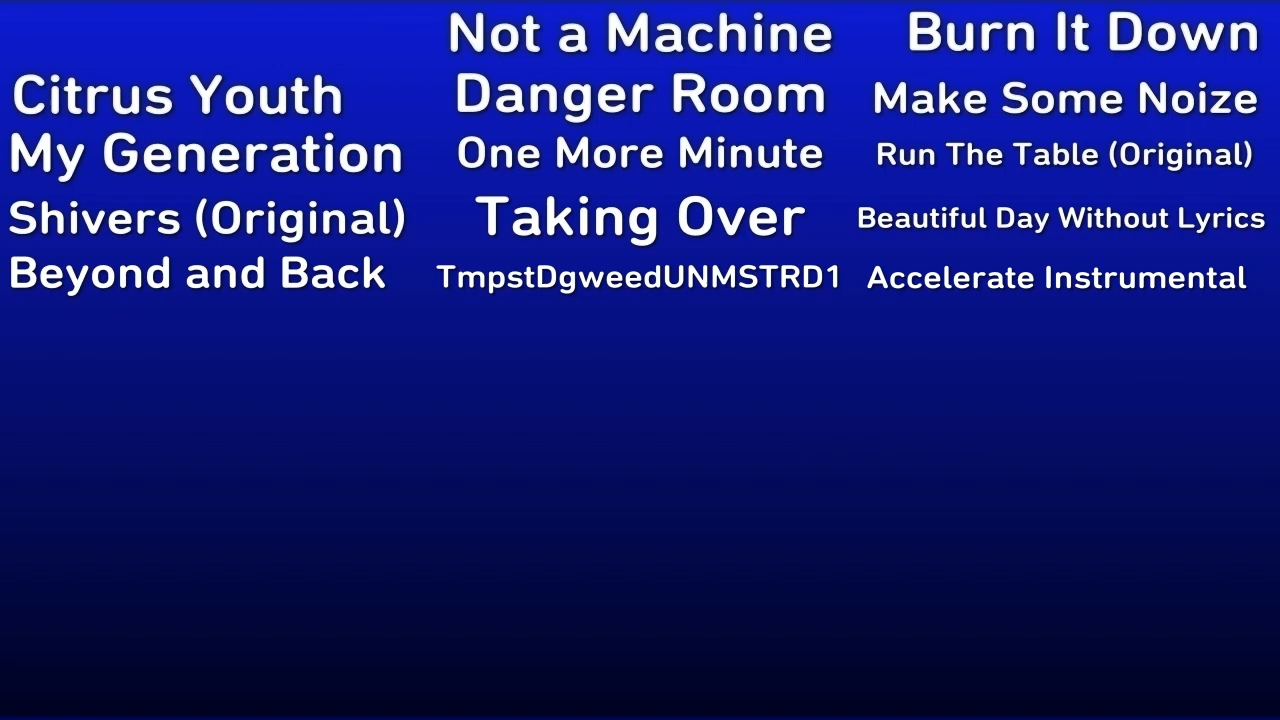 Citrus Youth
My Generation
Shivers (Original)
Beyond and Back
Not a Machine
Danger Room
One More Minute
Taking Over
TmpstDgweedUNMSTRD1
Burn It Down
Make Some Noize
Run The Table (Original)
Beautiful Day Without Lyrics
Accelerate Instrumental